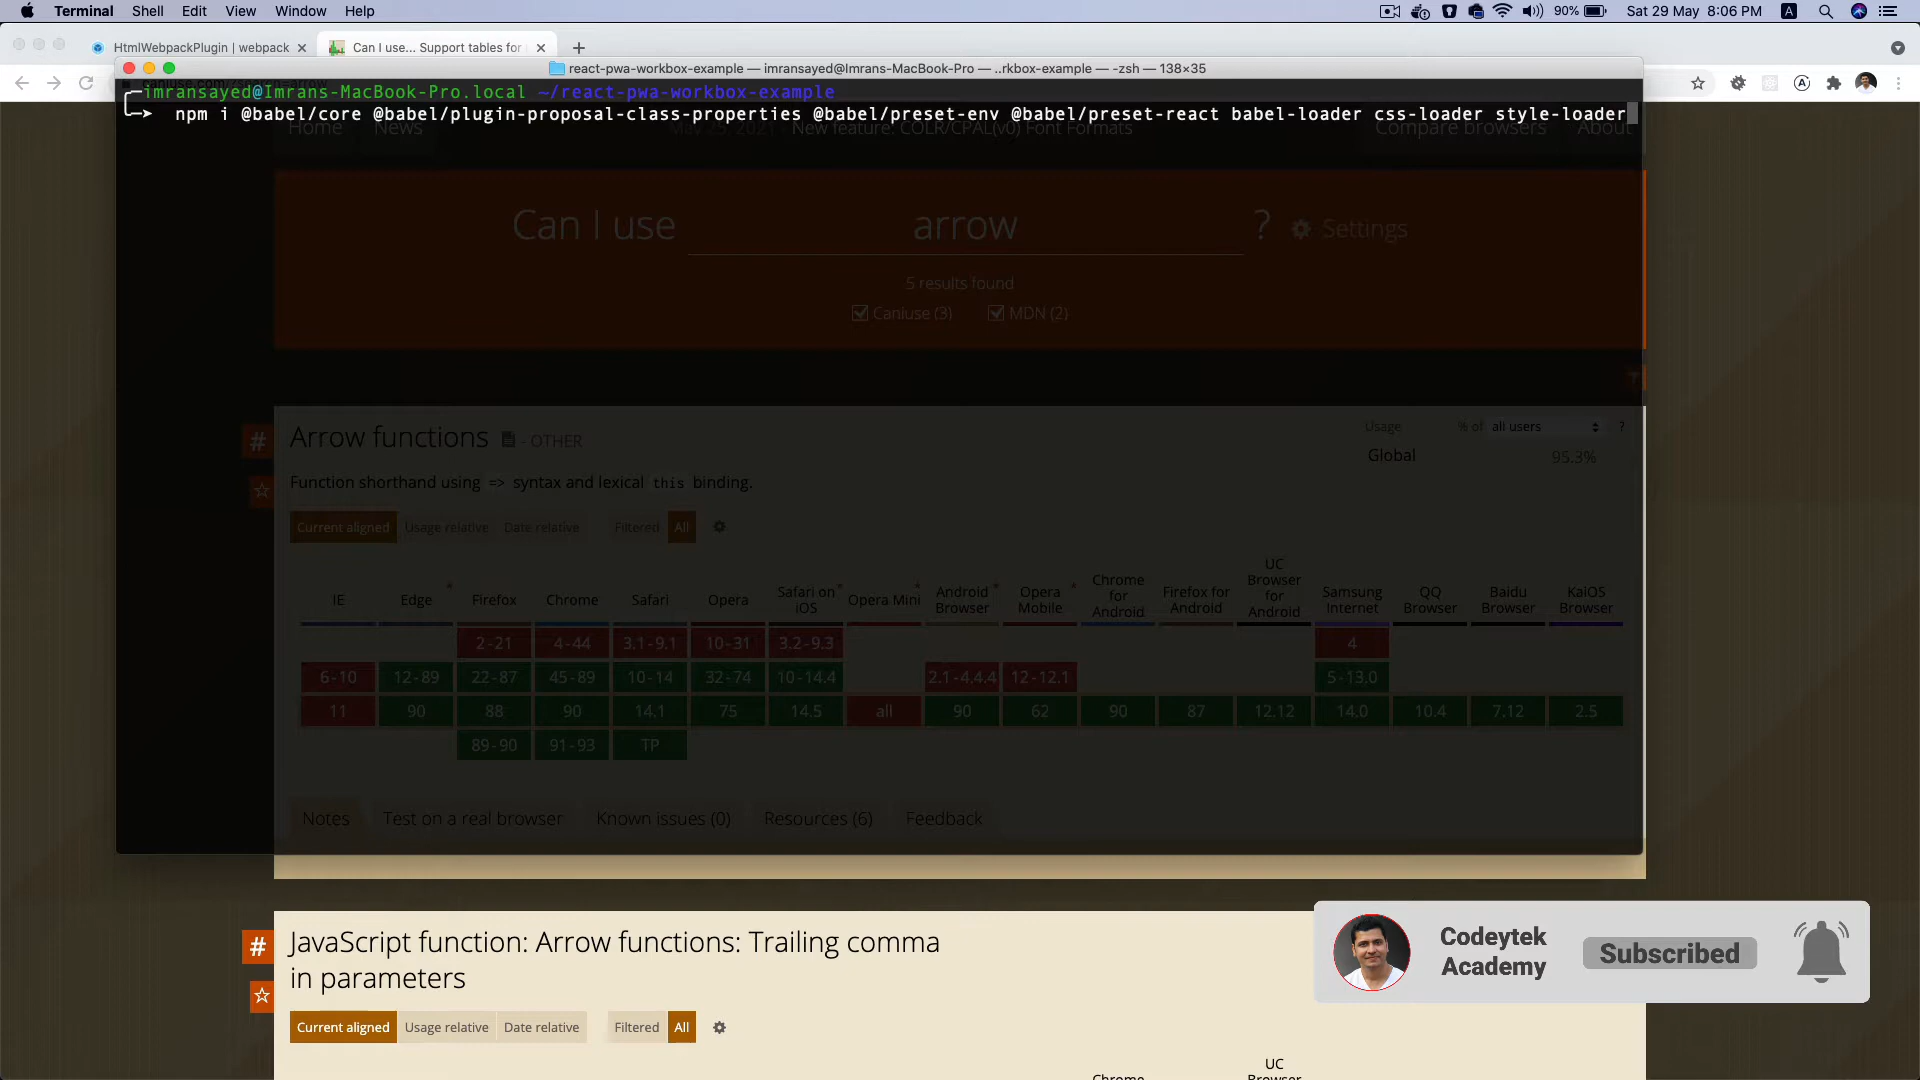 Terminal Shell Edit View Window Help
90% Sat 29 May 8:06 PM A
HtmlWebpackPlugin | webpack
Can I use... Support tables for
react-pwa-workbox-example — imransayed@Imrans-MacBook-Pro — ..rkbox-example — -zsh — 138×35
imransayed@Imrans-MacBook-Pro.local ~/react-pwa-workbox-example
npm i @babel/core @babel/plugin-proposal-class-properties @babel/preset-env @babel/preset-react babel-loader css-loader style-loader
Home News May 25, 2021 - New feature: COLR/CPAL(v0) Font Formats Compare browsers About
Can I use arrow ? Settings
5 results found
Caniuse (3) MDN (2)
# Arrow functions - OTHER
Usage % of all users ?
Global 95.3%
Function shorthand using => syntax and lexical this binding.
Current aligned Usage relative Date relative Filtered All
IE Edge * Firefox Chrome Safari Opera Safari on iOS * Opera Mini * Android Browser * Opera Mobile * Chrome for Android Firefox for Android UC Browser for Android Samsung Internet QQ Browser Baidu Browser KaiOS Browser
2-21 4-44 3.1-9.1 10-31 3.2-9.3 4
6-10 12-89 22-87 45-89 10-14 32-74 10-14.4 2.1-4.4.4 12-12.1 5-13.0
11 90 88 90 14.1 75 14.5 all 90 62 90 87 12.12 14.0 10.4 7.12 2.5
89-90 91-93 TP
Notes Test on a real browser Known issues (0) Resources (6) Feedback
# JavaScript function: Arrow functions: Trailing comma
in parameters
Codeytek
Academy
Subscribed
Current aligned Usage relative Date relative Filtered All
UC
Chrome